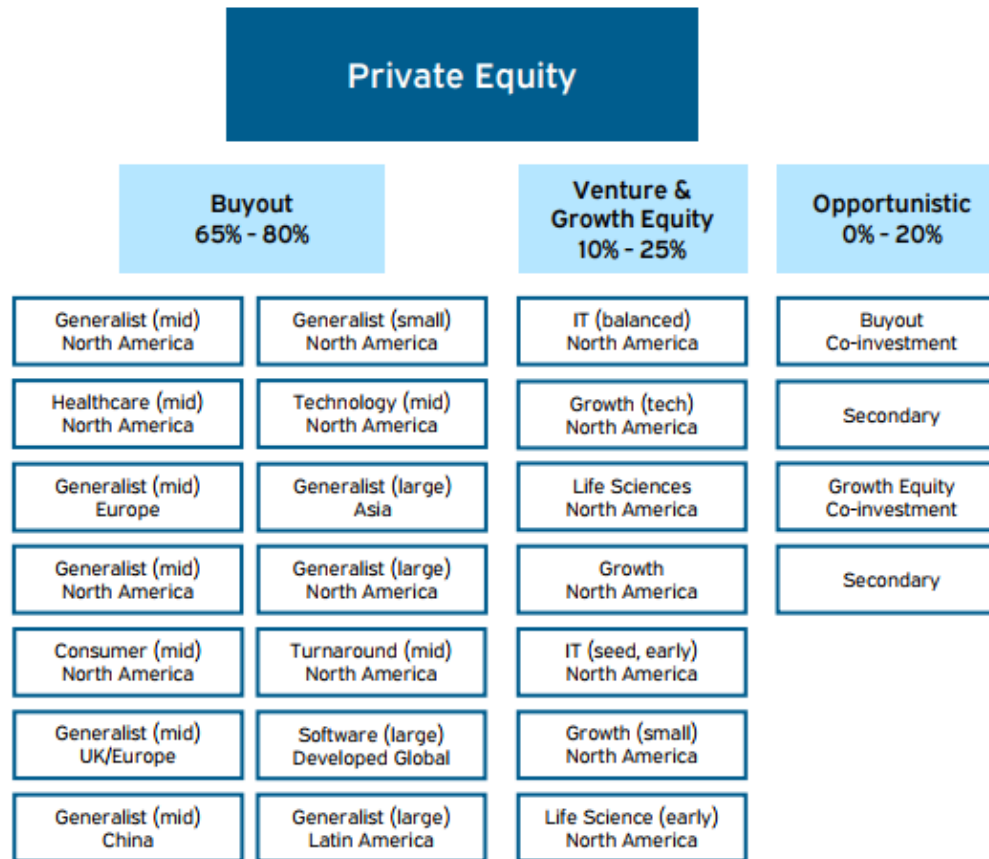 Private Equity
Buyout
65% - 80%
Venture &
Growth Equity
10% - 25%
Opportunistic
0% - 20%
Generalist (mid)
North America
Generalist (small)
North America
IT (balanced)
North America
Buyout
Co-investment
Healthcare (mid)
North America
Technology (mid)
North America
Growth (tech)
North America
Secondary
Generalist (mid)
Europe
Generalist (large)
Asia
Life Sciences
North America
Growth Equity
Co-investment
Generalist (mid)
North America
Generalist (large)
North America
Growth
North America
Secondary
Consumer (mid)
North America
Turnaround (mid)
North America
IT (seed, early)
North America
Generalist (mid)
UK/Europe
Software (large)
Developed Global
Growth (small)
North America
Generalist (mid)
China
Generalist (large)
Latin America
Life Science (early)
North America